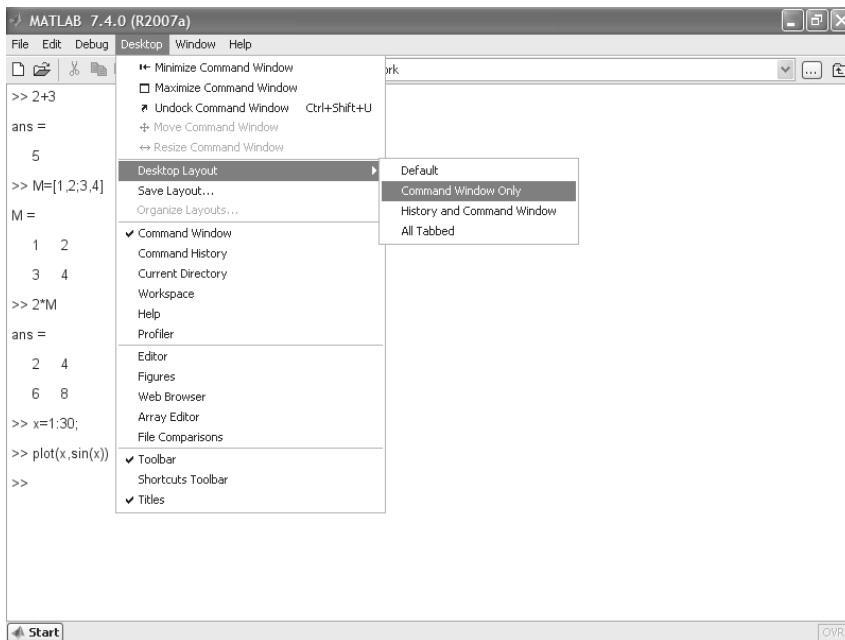 MATLAB 7.4.0 (R2007a)
File Edit Debug Desktop Window Help
...
>> 2+3
ans =
5
>> M=[1,2;3,4]
M =
1 2
3 4
>> 2*M
ans =
2 4
6 8
>> x=1:30;
>> plot(x,sin(x))
>>
Minimize Command Window
Maximize Command Window
Undock Command Window Ctrl+Shift+U
Move Command Window
Resize Command Window
Desktop Layout
Save Layout...
Organize Layouts...
Command Window
Command History
Current Directory
Workspace
Help
Profiler
Editor
Figures
Web Browser
Array Editor
File Comparisons
Toolbar
Shortcuts Toolbar
Titles
Default
Command Window Only
History and Command Window
All Tabbed
Start
OVR